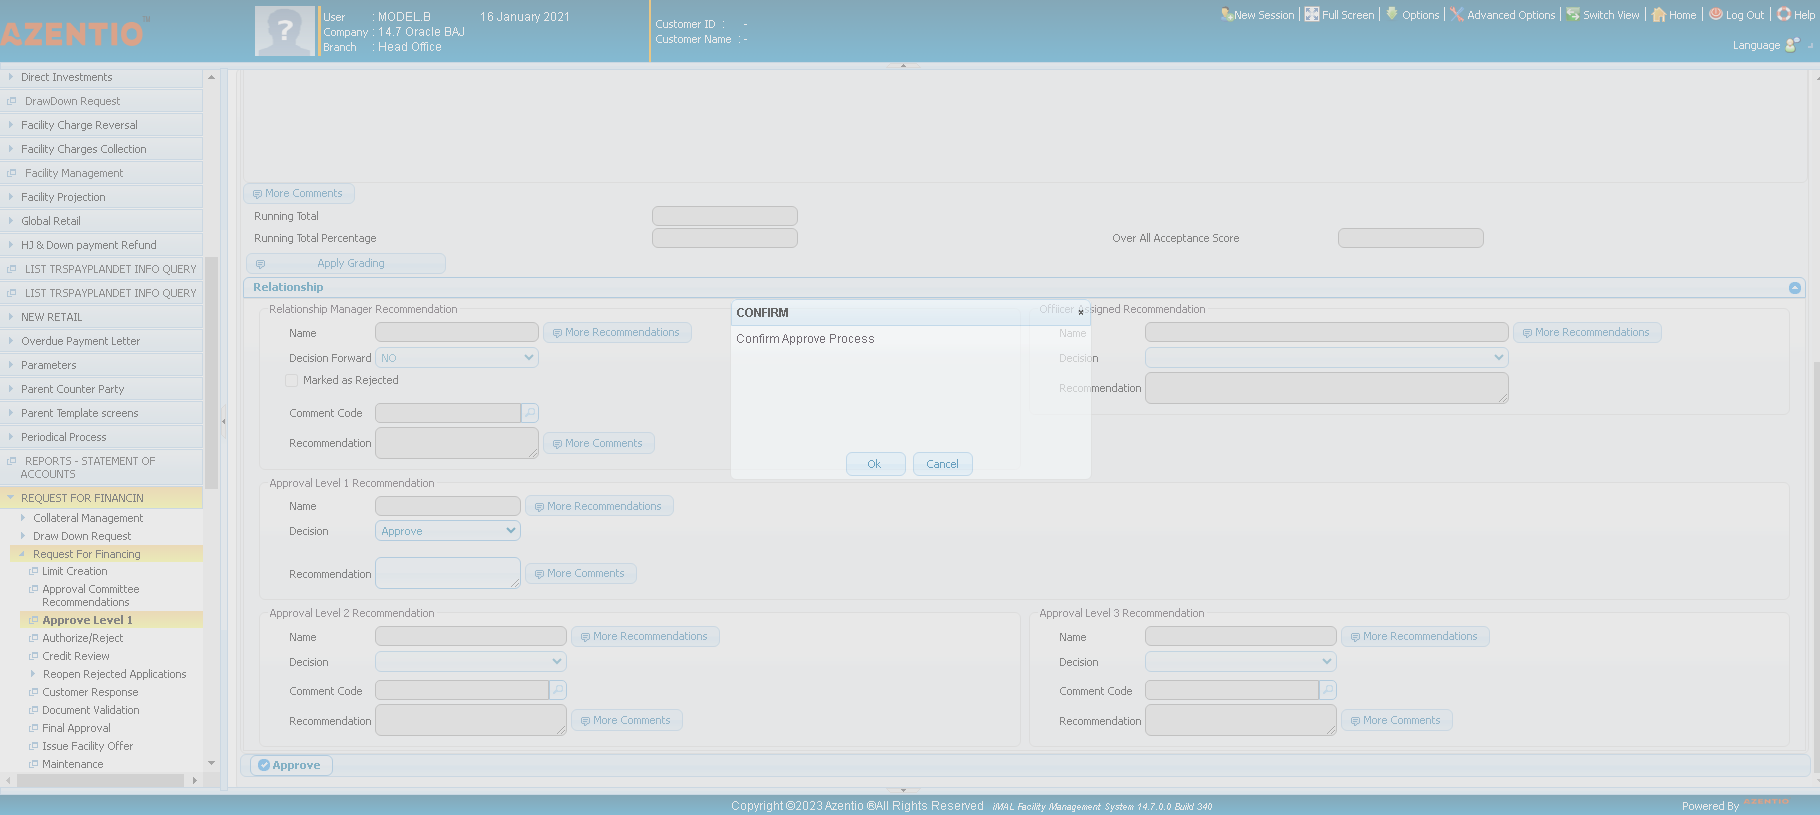 AZENTIO™
User : MODEL.B 16 January 2021
Company : 14.7 Oracle BAJ
Branch : Head Office
Customer ID : -
Customer Name : -
New Session Full Screen Options Advanced Options Switch View Home Log Out Help
Language
Direct Investments
DrawDown Request
Facility Charge Reversal
Facility Charges Collection
Facility Management
Facility Projection
Global Retail
HJ & Down payment Refund
LIST TRSPAYPLANDET INFO QUERY
LIST TRSPAYPLANDET INFO QUERY
NEW RETAIL
Overdue Payment Letter
Parameters
Parent Counter Party
Parent Template screens
Periodical Process
REPORTS - STATEMENT OF
ACCOUNTS
REQUEST FOR FINANCIN
Collateral Management
Draw Down Request
Request For Financing
Limit Creation
Approval Committee
Recommendations
Approve Level 1
Authorize/Reject
Credit Review
Reopen Rejected Applications
Customer Response
Document Validation
Final Approval
Issue Facility Offer
Maintenance
More Comments
Running Total
Running Total Percentage Over All Acceptance Score
Apply Grading
Relationship
Relationship Manager Recommendation
Name More Recommendations
Decision Forward NO
Marked as Rejected
Comment Code
Recommendation More Comments
Offiicer Assigned Recommendation
Name More Recommendations
Decision
Recommendation
CONFIRM ×
Confirm Approve Process
Ok Cancel
Approval Level 1 Recommendation
Name More Recommendations
Decision Approve
Recommendation More Comments
Approval Level 2 Recommendation
Name More Recommendations
Decision
Comment Code
Recommendation More Comments
Approval Level 3 Recommendation
Name More Recommendations
Decision
Comment Code
Recommendation More Comments
Approve
Copyright ©2023 Azentio ®All Rights Reserved iMAL Facility Management System 14.7.0.0 Build 340
Powered By AZENTIO